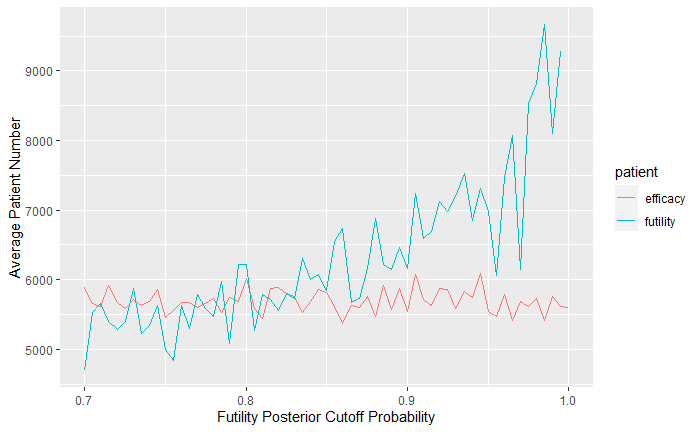 Average Patient Number
9000
8000
7000
6000
5000
0.7
0.8
0.9
1.0
Futility Posterior Cutoff Probability
patient
efficacy
futility